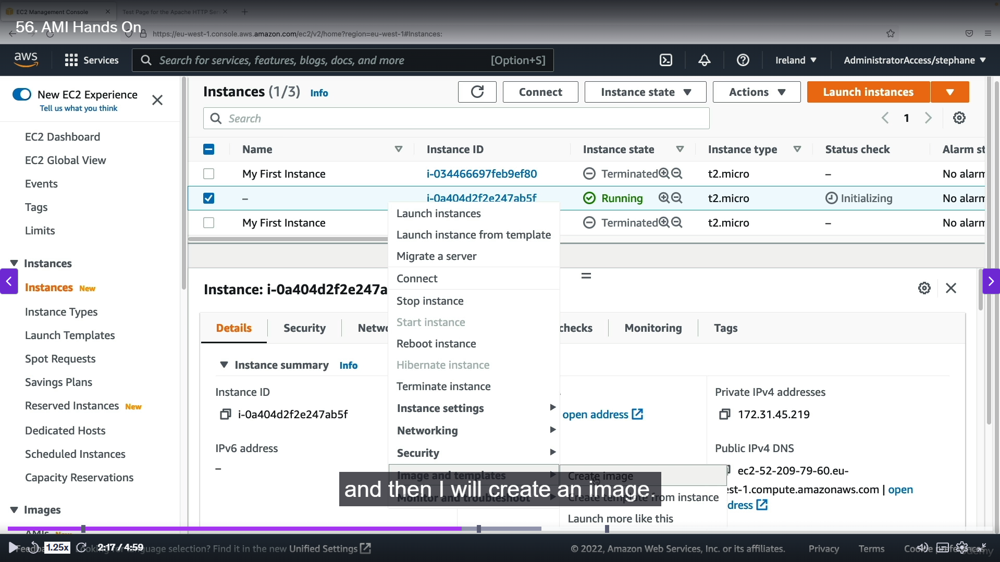 EC2 Management Console
Test Page for the Apache HTTP Ser
56. AMI Hands On
https://eu-west-1.console.aws.amazon.com/ec2/v2/home?region=eu-west-1#Instances:
aws
Services
Search for services, features, blogs, docs, and more
[Option+S]
Ireland
AdministratorAccess/stephane
New EC2 Experience
Tell us what you think
EC2 Dashboard
EC2 Global View
Events
Tags
Limits
Instances
Instances New
Instance Types
Launch Templates
Spot Requests
Savings Plans
Reserved Instances New
Dedicated Hosts
Scheduled Instances
Capacity Reservations
Images
AMIs New
Instances (1/3) Info
Connect
Instance state
Actions
Launch instances
Search
1
Name Instance ID Instance state Instance type Status check Alarm st
My First Instance i-034466697feb9ef80 Terminated t2.micro – No alarm
– i-0a404d2f2e247ab5f Running t2.micro Initializing No alarm
My First Instance Terminated t2.micro – No alarm
Launch instances
Launch instance from template
Migrate a server
Connect
Stop instance
Start instance
Reboot instance
Hibernate instance
Terminate instance
Instance settings
Networking
Security
Image and templates
Monitor and troubleshoot
Create image
Create template from instance
Launch more like this
Instance: i-0a404d2f2e247a
Details Security Netwo checks Monitoring Tags
Instance summary Info
Instance ID
i-0a404d2f2e247ab5f
open address
Private IPv4 addresses
172.31.45.219
IPv6 address
–
Public IPv4 DNS
ec2-52-209-79-60.eu-
st-1.compute.amazonaws.com | open
dress
and then I will create an image.
1.25x
2:17 / 4:59
Feedba
ooking for language selection? Find it in the new Unified Settings
© 2022, Amazon Web Services, Inc. or its affiliates.
Privacy
Terms
Cookie preferences